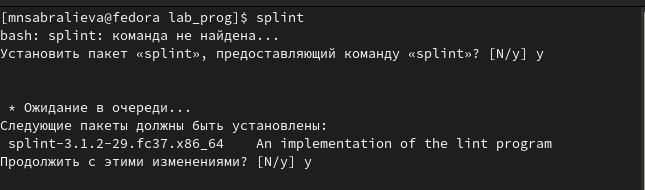 [mnsabralieva@fedora lab_prog]$ splint
bash: splint: команда не найдена...
Установить пакет «splint», предоставляющий команду «splint»? [N/y] y
* Ожидание в очереди...
Следующие пакеты должны быть установлены:
splint-3.1.2-29.fc37.x86_64 An implementation of the lint program
Продолжить с этими изменениями? [N/y] y